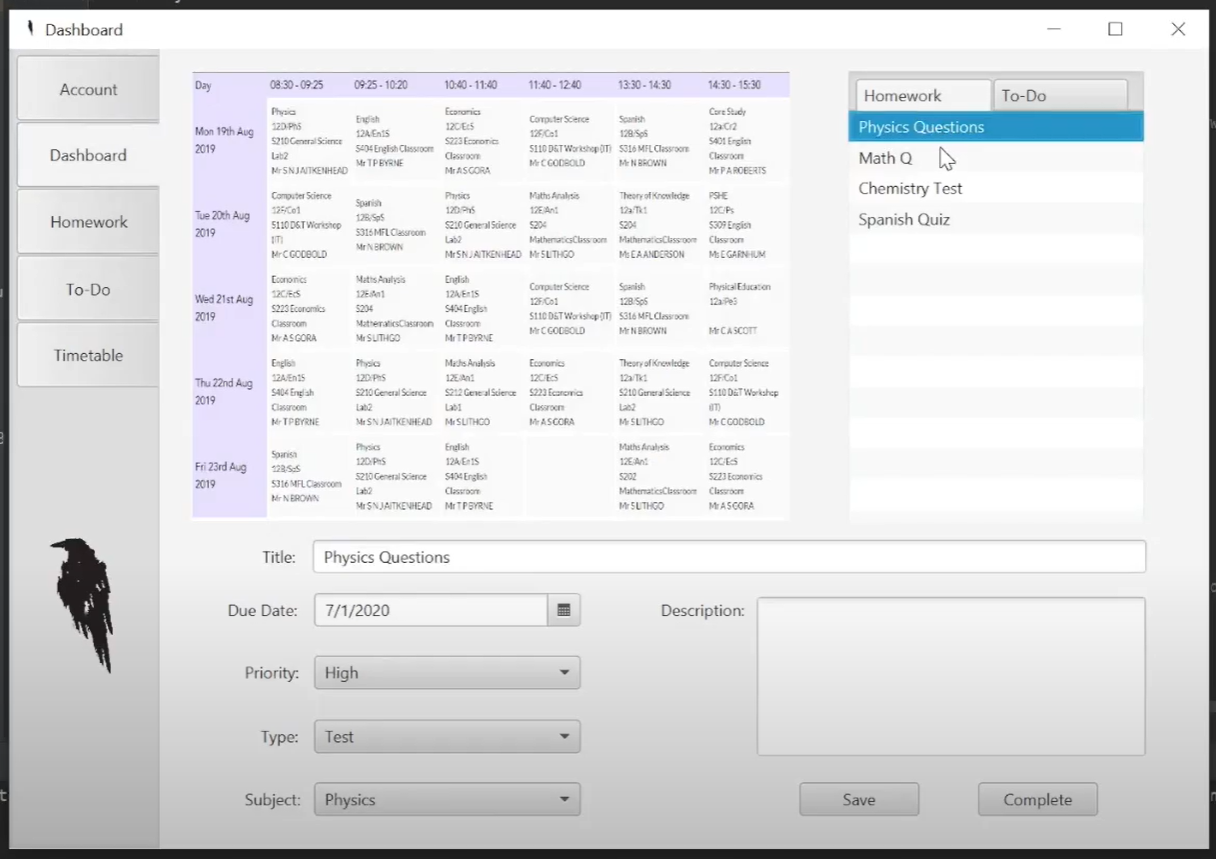 Dashboard
Account
Dashboard
Homework
To-Do
Timetable
Day 08:30 - 09:25 09:25 - 10:20 10:40 - 11:40 11:40 - 12:40 13:30 - 14:30 14:30 - 15:30
Mon 19th Aug
2019
Physics
12D/Ph5
S210 General Science
Lab2
Mr S N J AITKENHEAD
English
12A/En1S
S404 English Classroom
Mr T P BYRNE
Economics
12C/Ec5
S223 Economics
Classroom
Mr A S GORA
Computer Science
12F/Co1
S110 D&T Workshop (IT)
Mr C GODBOLD
Spanish
12B/Sp5
S316 MFL Classroom
Mr N BROWN
Core Study
12a/Cr2
S401 English
Classroom
Mr P A ROBERTS
Tue 20th Aug
2019
Computer Science
12F/Co1
S110 D&T Workshop
(IT)
Mr C GODBOLD
Spanish
12B/Sp5
S316 MFL Classroom
Mr N BROWN
Physics
12D/Ph5
S210 General Science
Lab2
Mr S N J AITKENHEAD
Maths Analysis
12E/An1
S204
MathematicsClassroom
Mr S LITHGO
Theory of Knowledge
12a/Tk1
S204
MathematicsClassroom
Ms E A ANDERSON
PSHE
12C/Ps
S309 English
Classroom
Ms E GARNHUM
Wed 21st Aug
2019
Economics
12C/Ec5
S223 Economics
Classroom
Mr A S GORA
Maths Analysis
12E/An1
S204
MathematicsClassroom
Mr S LITHGO
English
12A/En1S
S404 English
Classroom
Mr T P BYRNE
Computer Science
12F/Co1
S110 D&T Workshop (IT)
Mr C GODBOLD
Spanish
12B/Sp5
S316 MFL Classroom
Mr N BROWN
Physical Education
12a/Pe3
Mr C A SCOTT
Thu 22nd Aug
2019
English
12A/En1S
S404 English
Classroom
Mr T P BYRNE
Physics
12D/Ph5
S210 General Science
Lab2
Mr S N J AITKENHEAD
Maths Analysis
12E/An1
S212 General Science
Lab1
Mr S LITHGO
Economics
12C/Ec5
S223 Economics
Classroom
Mr A S GORA
Theory of Knowledge
12a/Tk1
S210 General Science
Lab2
Mr S LITHGO
Computer Science
12F/Co1
S110 D&T Workshop
(IT)
Mr C GODBOLD
Fri 23rd Aug
2019
Spanish
12B/Sp5
S316 MFL Classroom
Mr N BROWN
Physics
12D/Ph5
S210 General Science
Lab2
Mr S N J AITKENHEAD
English
12A/En1S
S404 English
Classroom
Mr T P BYRNE
Maths Analysis
12E/An1
S202
MathematicsClassroom
Mr S LITHGO
Economics
12C/Ec5
S223 Economics
Classroom
Mr A S GORA
Homework To-Do
Physics Questions
Math Q
Chemistry Test
Spanish Quiz
Title: Physics Questions
Due Date: 7/1/2020
Description:
Priority: High
Type: Test
Subject: Physics
Save Complete